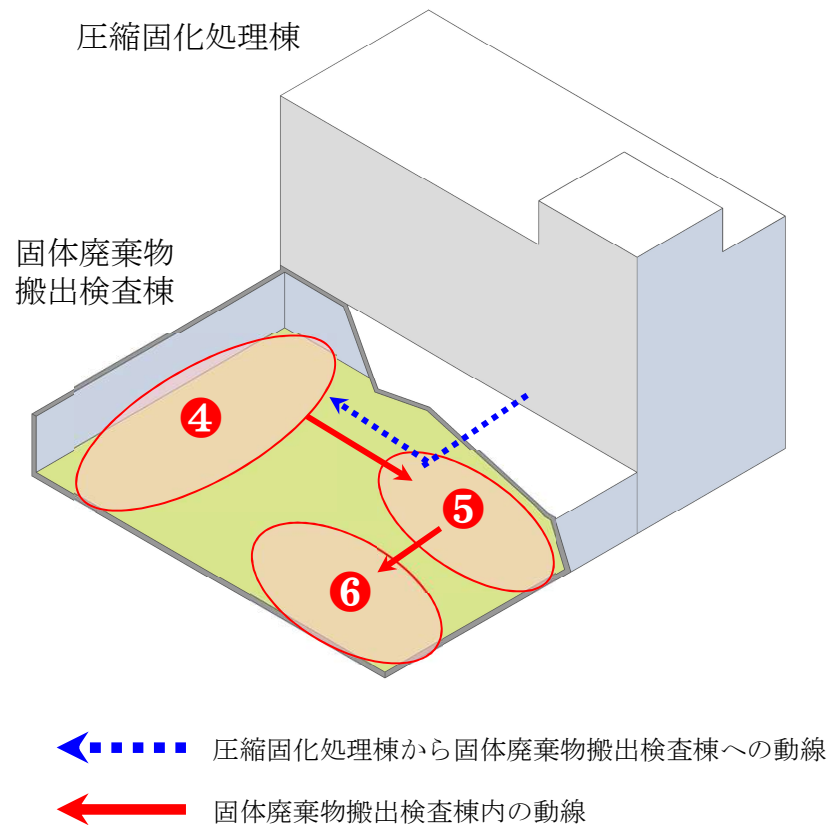 圧縮固化処理棟
固体廃棄物
搬出検査棟
❹
❺
❻
圧縮固化処理棟から固体廃棄物搬出検査棟への動線
固体廃棄物搬出検査棟内の動線